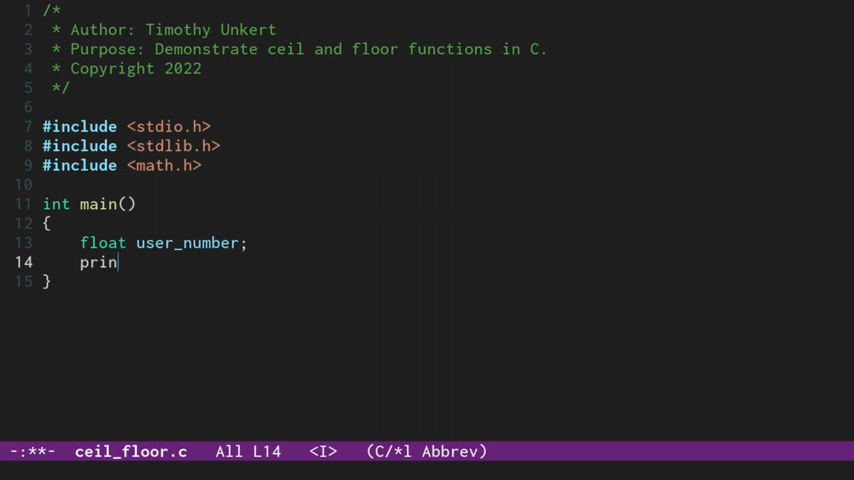 1 /*
2  * Author: Timothy Unkert
3  * Purpose: Demonstrate ceil and floor functions in C.
4  * Copyright 2022
5  */
6
7 #include <stdio.h>
8 #include <stdlib.h>
9 #include <math.h>
10
11 int main()
12 {
13     float user_number;
14     prin
15 }
-:**-  ceil_floor.c   All L14   <I>   (C/*l Abbrev)